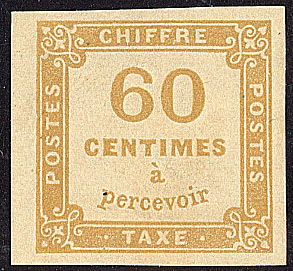 CHIFFRE
POSTES
60
CENTIMES
à
percevoir
POSTES
· TAXE ·